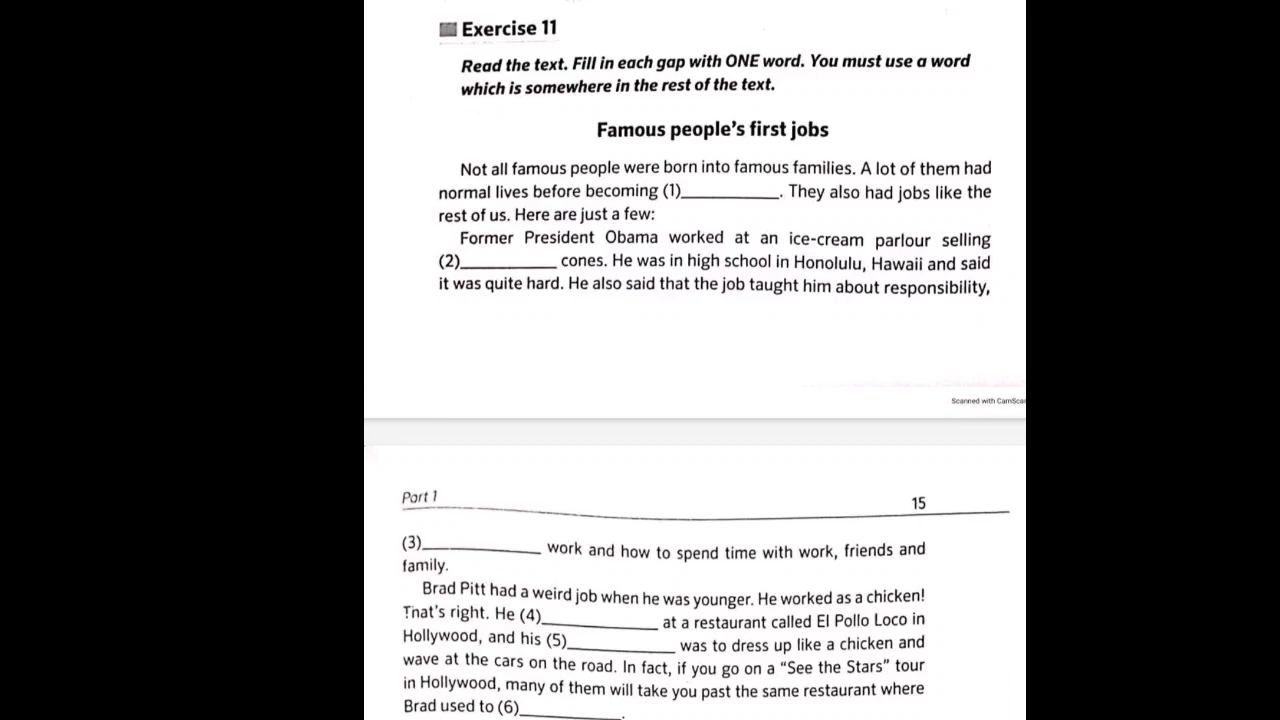 Exercise 11
Read the text. Fill in each gap with ONE word. You must use a word
which is somewhere in the rest of the text.
Famous people's first jobs
Not all famous people were born into famous families. A lot of them had
normal lives before becoming (1)__________. They also had jobs like the
rest of us. Here are just a few:
Former President Obama worked at an ice-cream parlour selling
(2)__________ cones. He was in high school in Honolulu, Hawaii and said
it was quite hard. He also said that the job taught him about responsibility,
Scanned with CamScan
Part 1
15
(3)____________ work and how to spend time with work, friends and
family.
Brad Pitt had a weird job when he was younger. He worked as a chicken!
That's right. He (4)____________ at a restaurant called El Pollo Loco in
Hollywood, and his (5)___________ was to dress up like a chicken and
wave at the cars on the road. In fact, if you go on a “See the Stars” tour
in Hollywood, many of them will take you past the same restaurant where
Brad used to (6)__________.